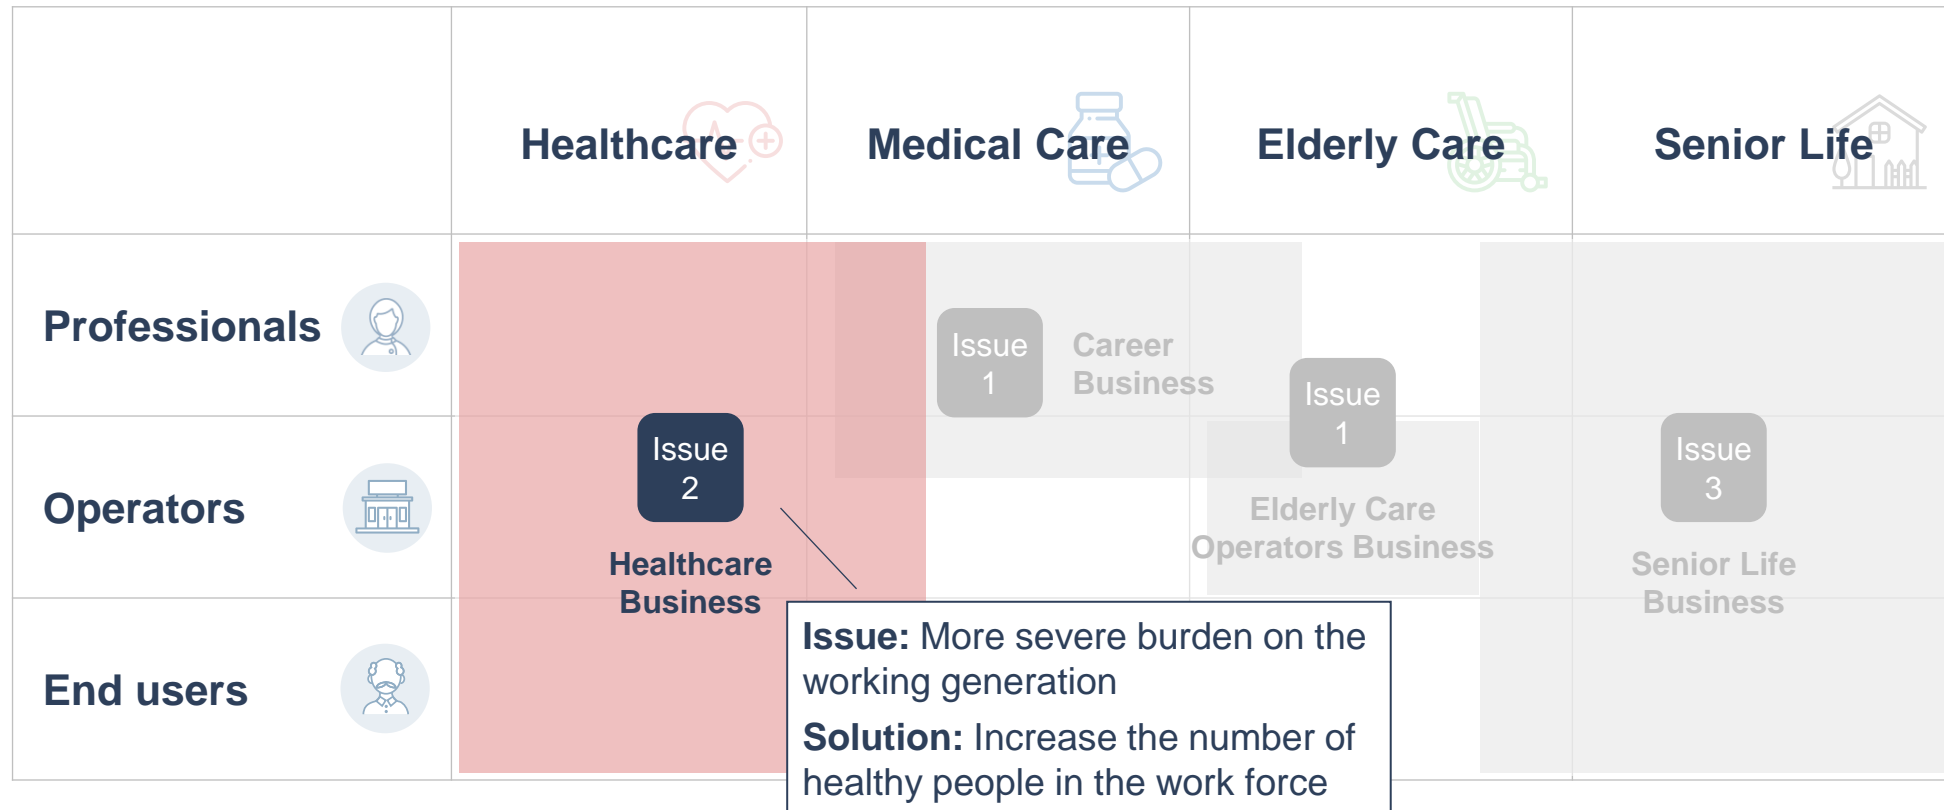 Healthcare
Medical Care
Elderly Care
Senior Life
Professionals
Issue
1
Career
Business
Issue
1
Operators
Issue
2
Healthcare
Business
Elderly Care
Operators Business
Issue
3
Senior Life
Business
End users
Issue: More severe burden on the
working generation
Solution: Increase the number of
healthy people in the work force